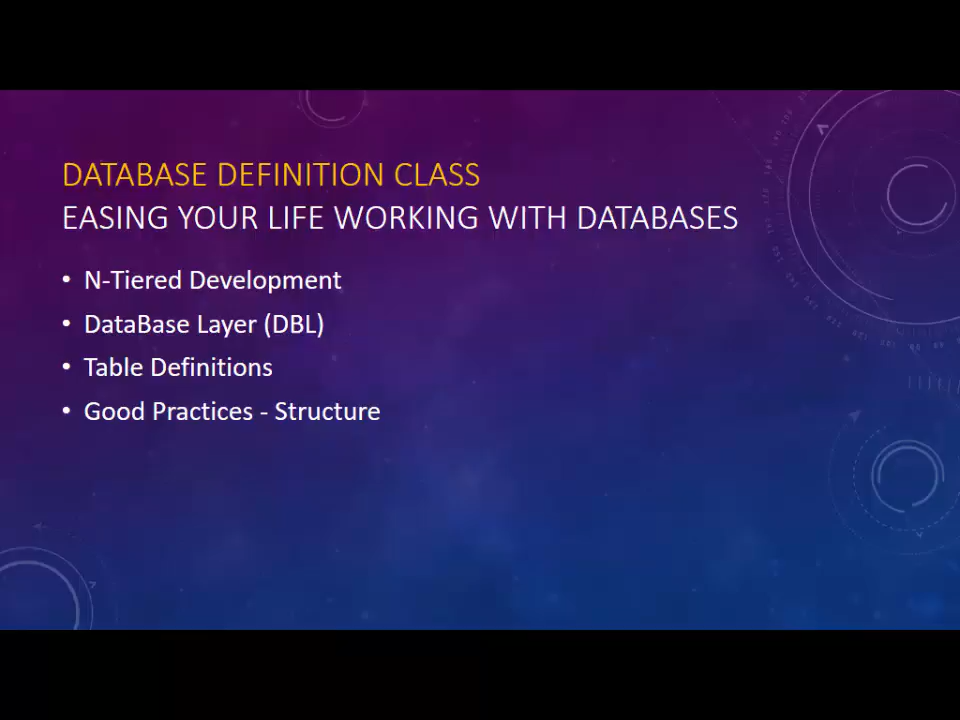 DATABASE DEFINITION CLASS
EASING YOUR LIFE WORKING WITH DATABASES
• N-Tiered Development
• DataBase Layer (DBL)
• Table Definitions
• Good Practices - Structure